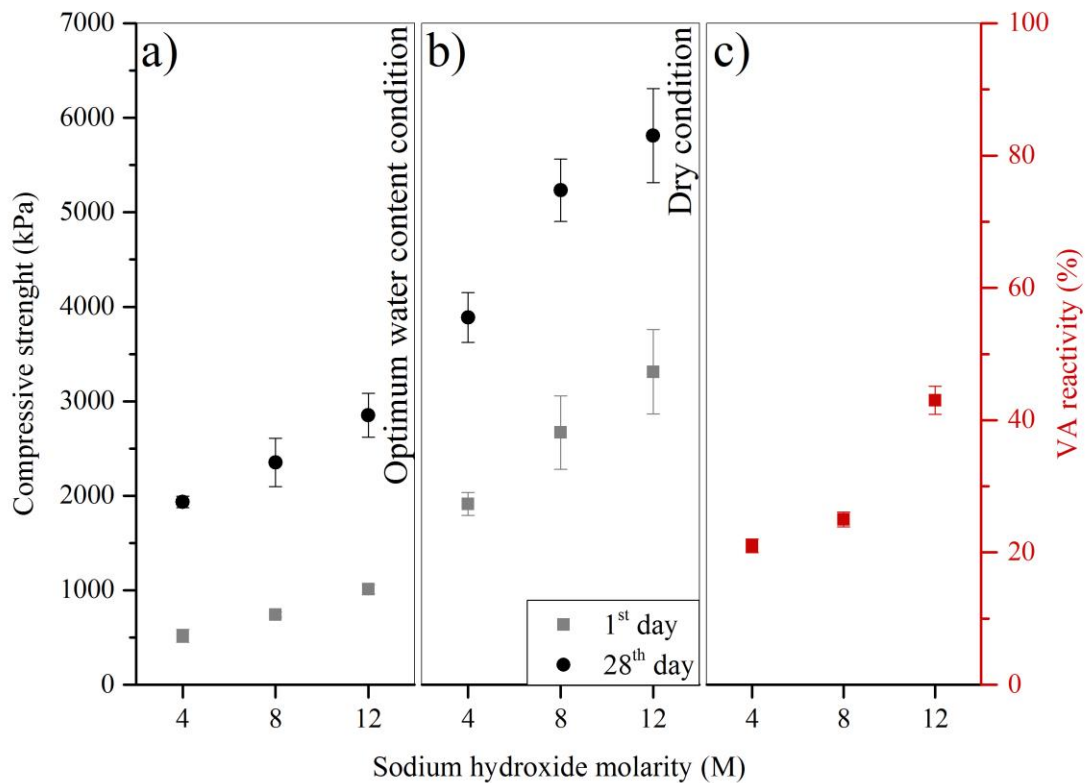 a)
b)
c)
7000
6000
5000
4000
3000
2000
1000
0
Compressive strenght (kPa)
Optimum water content condition
Dry condition
1st day
28th day
100
80
60
40
20
0
VA reactivity (%)
4 8 12 4 8 12 4 8 12
Sodium hydroxide molarity (M)